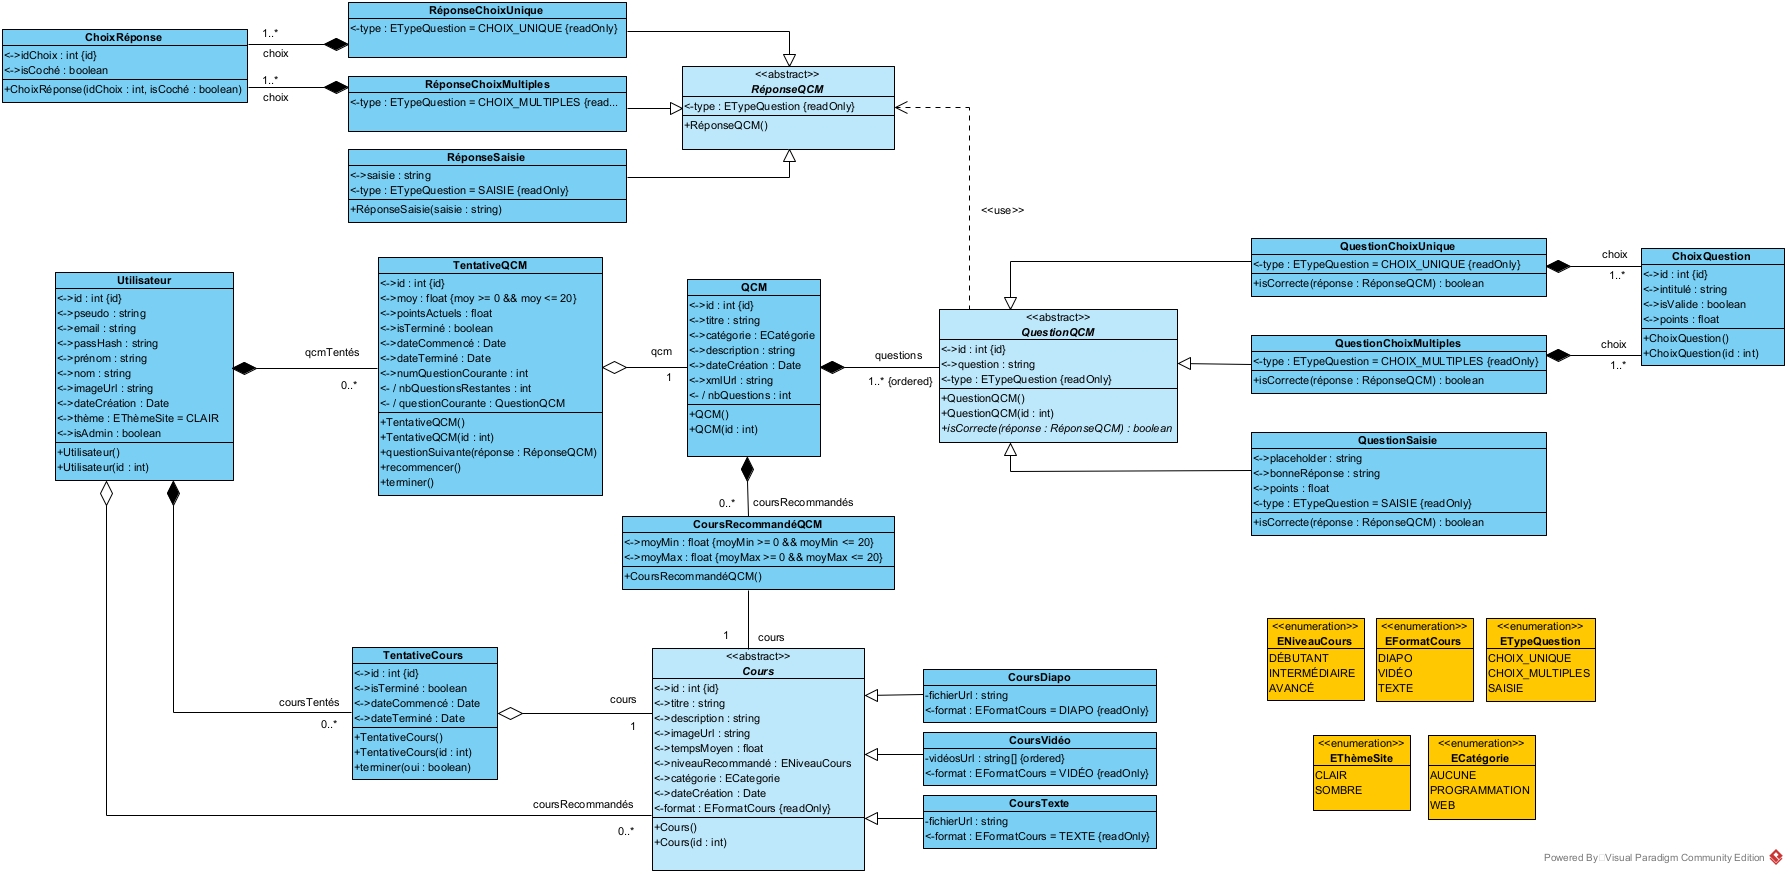 RéponseChoixUnique
<-type : ETypeQuestion = CHOIX_UNIQUE {readOnly}
ChoixRéponse
<->idChoix : int {id}
<->isCoché : boolean
+ChoixRéponse(idChoix : int, isCoché : boolean)
1..*
choix
1..*
choix
RéponseChoixMultiples
<-type : ETypeQuestion = CHOIX_MULTIPLES {read...
<<abstract>>
RéponseQCM
<-type : ETypeQuestion {readOnly}
+RéponseQCM()
RéponseSaisie
<->saisie : string
<-type : ETypeQuestion = SAISIE {readOnly}
+RéponseSaisie(saisie : string)
<<use>>
Utilisateur
<->id : int {id}
<->pseudo : string
<->email : string
<->passHash : string
<->prénom : string
<->nom : string
<->imageUrl : string
<->dateCréation : Date
<->thème : EThèmeSite = CLAIR
<->isAdmin : boolean
+Utilisateur()
+Utilisateur(id : int)
qcmTentés
0..*
TentativeQCM
<->id : int {id}
<->moy : float {moy >= 0 && moy <= 20}
<->pointsActuels : float
<->isTerminé : boolean
<->dateCommencé : Date
<->dateTerminé : Date
<->numQuestionCourante : int
<- / nbQuestionsRestantes : int
<- / questionCourante : QuestionQCM
+TentativeQCM()
+TentativeQCM(id : int)
+questionSuivante(réponse : RéponseQCM)
+recommencer()
+terminer()
qcm
1
QCM
<->id : int {id}
<->titre : string
<->catégorie : ECatégorie
<->description : string
<->dateCréation : Date
<->xmlUrl : string
<- / nbQuestions : int
+QCM()
+QCM(id : int)
questions
1..* {ordered}
<<abstract>>
QuestionQCM
<->id : int {id}
<->question : string
<-type : ETypeQuestion {readOnly}
+QuestionQCM()
+QuestionQCM(id : int)
+isCorrecte(réponse : RéponseQCM) : boolean
QuestionChoixUnique
<-type : ETypeQuestion = CHOIX_UNIQUE {readOnly}
+isCorrecte(réponse : RéponseQCM) : boolean
choix
1..*
ChoixQuestion
<->id : int {id}
<->intitulé : string
<->isValide : boolean
<->points : float
+ChoixQuestion()
+ChoixQuestion(id : int)
QuestionChoixMultiples
<-type : ETypeQuestion = CHOIX_MULTIPLES {readOnly}
+isCorrecte(réponse : RéponseQCM) : boolean
choix
1..*
QuestionSaisie
<->placeholder : string
<->bonneRéponse : string
<->points : float
<-type : ETypeQuestion = SAISIE {readOnly}
+isCorrecte(réponse : RéponseQCM) : boolean
0..*
coursRecommandés
CoursRecommandéQCM
<->moyMin : float {moyMin >= 0 && moyMin <= 20}
<->moyMax : float {moyMax >= 0 && moyMax <= 20}
+CoursRecommandéQCM()
1
cours
TentativeCours
<->id : int {id}
<->isTerminé : boolean
<->dateCommencé : Date
<->dateTerminé : Date
+TentativeCours()
+TentativeCours(id : int)
+terminer(oui : boolean)
coursTentés
0..*
cours
1
coursRecommandés
0..*
<<abstract>>
Cours
<->id : int {id}
<->titre : string
<->description : string
<->imageUrl : string
<->tempsMoyen : float
<->niveauRecommandé : ENiveauCours
<->catégorie : ECategorie
<->dateCréation : Date
<-format : EFormatCours {readOnly}
+Cours()
+Cours(id : int)
CoursDiapo
-fichierUrl : string
<-format : EFormatCours = DIAPO {readOnly}
CoursVidéo
-vidéosUrl : string[] {ordered}
<-format : EFormatCours = VIDÉO {readOnly}
CoursTexte
-fichierUrl : string
<-format : EFormatCours = TEXTE {readOnly}
<<enumeration>>
ENiveauCours
DÉBUTANT
INTERMÉDIAIRE
AVANCÉ
<<enumeration>>
EFormatCours
DIAPO
VIDÉO
TEXTE
<<enumeration>>
ETypeQuestion
CHOIX_UNIQUE
CHOIX_MULTIPLES
SAISIE
<<enumeration>>
EThèmeSite
CLAIR
SOMBRE
<<enumeration>>
ECatégorie
AUCUNE
PROGRAMMATION
WEB
Powered By Visual Paradigm Community Edition